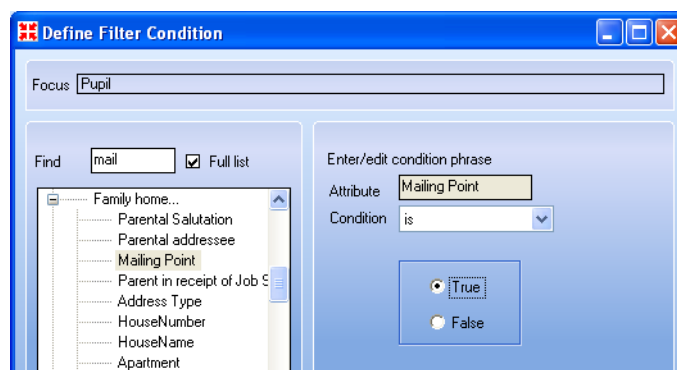 Define Filter Condition
Focus Pupil
Find mail Full list
Family home...
Parental Salutation
Parental addressee
Mailing Point
Parent in receipt of Job S
Address Type
HouseNumber
HouseName
Apartment
Enter/edit condition phrase
Attribute Mailing Point
Condition is
True
False